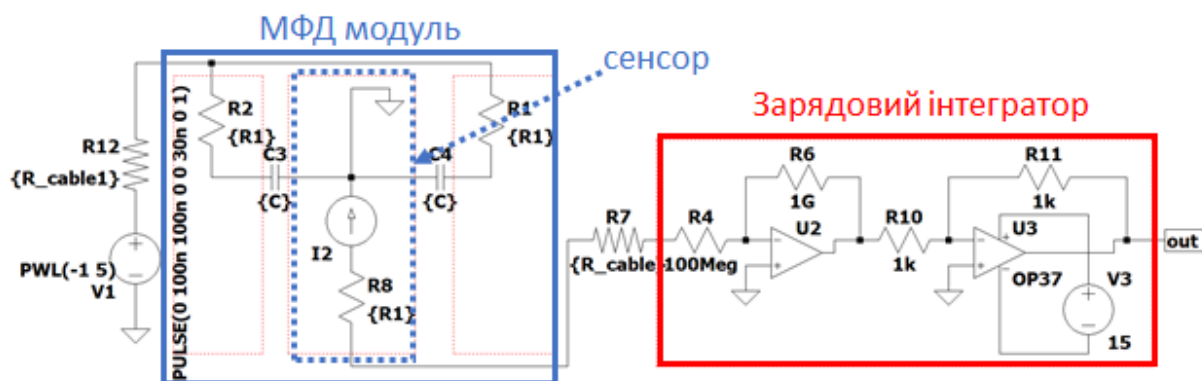 МФД модуль
сенсор
Зарядовий інтегратор
R12
{R_cable1}
PWL(-1 5)
V1
PULSE(0 100n 100n 0 0 30n 0 1)
R2
{R1}
C3
{C}
I2
R8
{R1}
C4
{C}
R1
{R1}
R7
{R_cable
R4
100Meg
R6
1G
U2
R10
1k
R11
1k
U3
OP37
V3
15
out